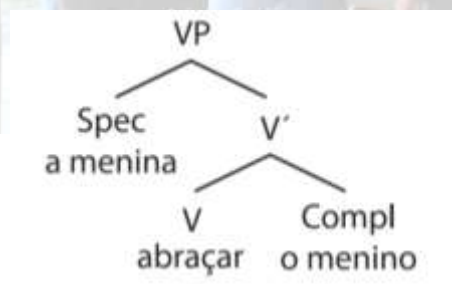 VP
Spec
a menina
V´
V
abraçar
Compl
o menino